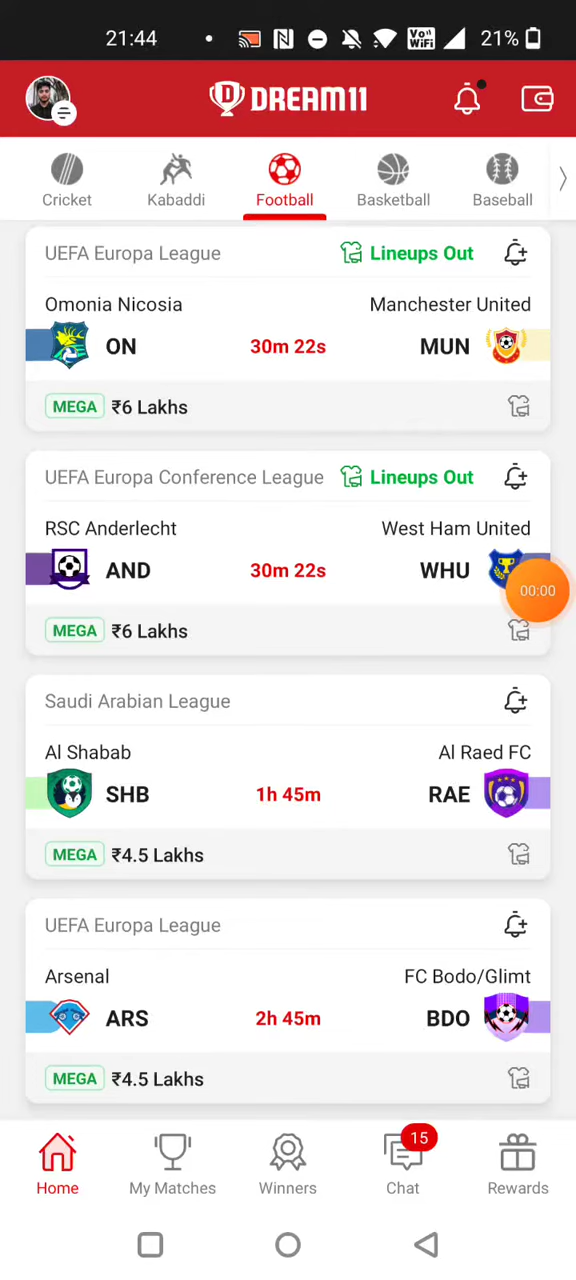 21:44
Vo))
WiFi
21%
DREAM11
Cricket
Kabaddi
Football
Basketball
Baseball
UEFA Europa League
Lineups Out
Omonia Nicosia
Manchester United
ON
30m 22s
MUN
MEGA ₹6 Lakhs
UEFA Europa Conference League
Lineups Out
RSC Anderlecht
West Ham United
AND
30m 22s
WHU
00:00
MEGA ₹6 Lakhs
Saudi Arabian League
Al Shabab
Al Raed FC
SHB
1h 45m
RAE
MEGA ₹4.5 Lakhs
UEFA Europa League
Arsenal
FC Bodo/Glimt
ARS
2h 45m
BDO
MEGA ₹4.5 Lakhs
15
Home
My Matches
Winners
Chat
Rewards